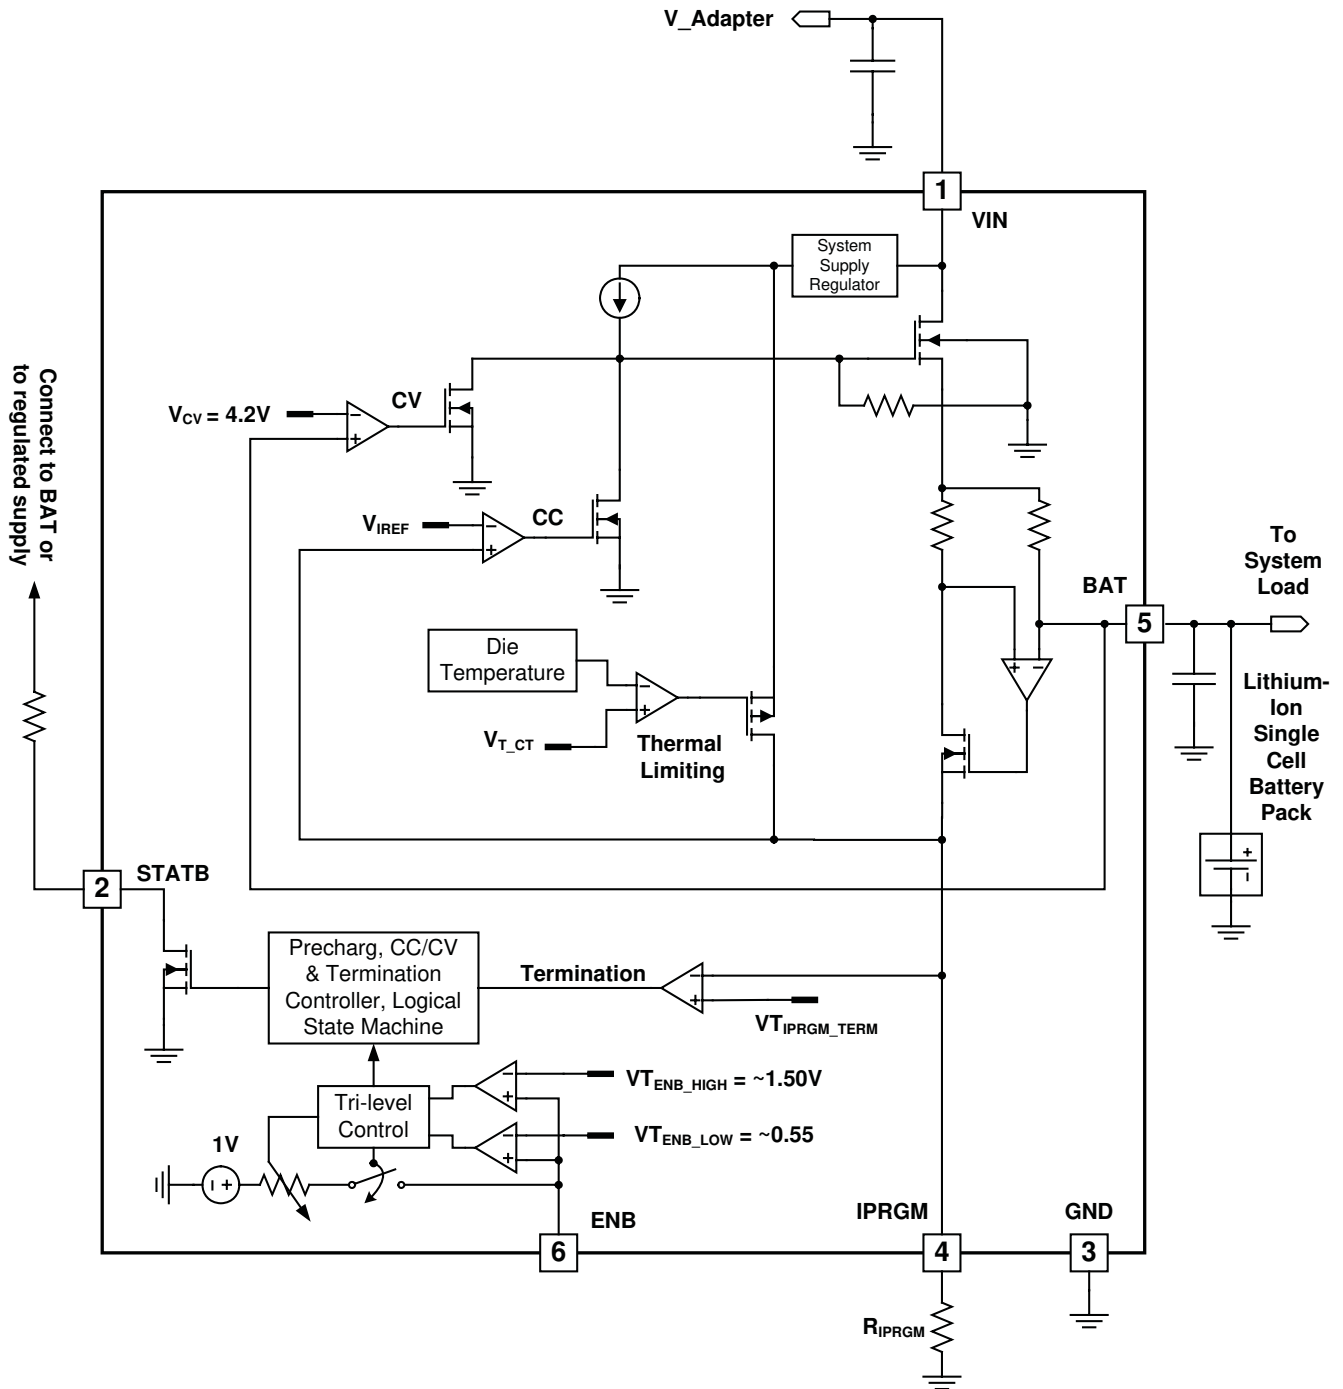 V_Adapter
1
VIN
System
Supply
Regulator
Connect to BAT or
to regulated supply
VCV = 4.2V
−
+
CV
VIREF
−
+
CC
To
System
Load
BAT
5
Die
Temperature
−
+
VT_CT
Thermal
Limiting
+
−
Lithium-
Ion
Single
Cell
Battery
Pack
+
−
2
STATB
Precharg, CC/CV
& Termination
Controller, Logical
State Machine
Termination
−
+
VTIPRGM_TERM
−
+
VTENB_HIGH = ~1.50V
Tri-level
Control
−
+
VTENB_LOW = ~0.55
1V
− +
ENB
6
IPRGM
4
GND
3
RIPRGM